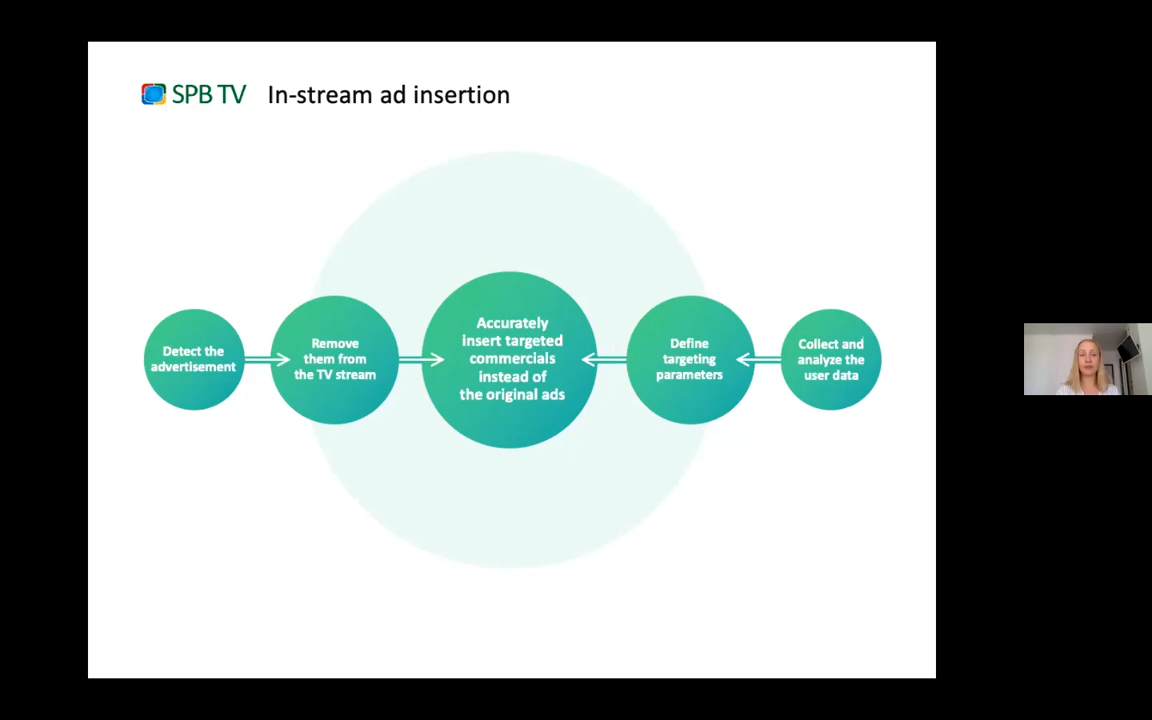 SPB TV In-stream ad insertion
Detect the
advertisement
Remove
them from
the TV stream
Accurately
insert targeted
commercials
instead of
the original ads
Define
targeting
parameters
Collect and
analyze the
user data